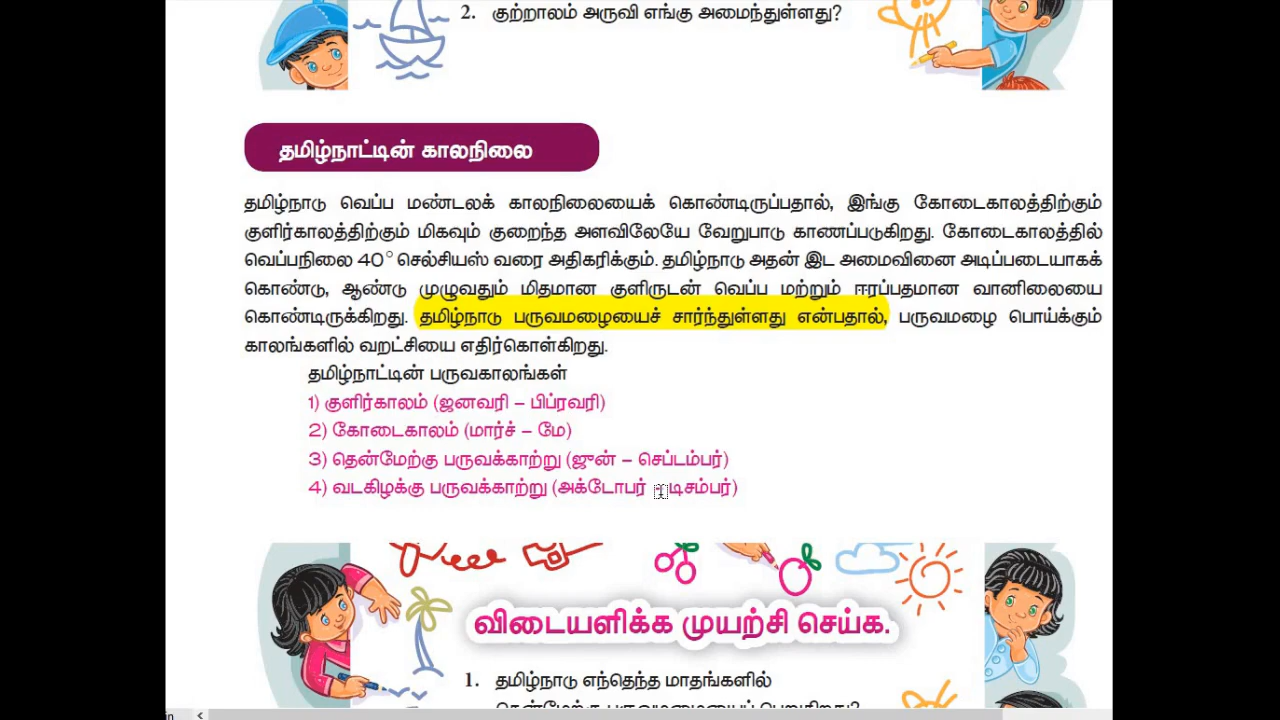 2. குற்றாலம் அருவி எங்கு அமைந்துள்ளது?
தமிழ்நாட்டின் காலநிலை
தமிழ்நாடு வெப்ப மண்டலக் காலநிலையைக் கொண்டிருப்பதால், இங்கு கோடைகாலத்திற்கும்
குளிர்காலத்திற்கும் மிகவும் குறைந்த அளவிலேயே வேறுபாடு காணப்படுகிறது. கோடைகாலத்தில்
வெப்பநிலை 40° செல்சியஸ் வரை அதிகரிக்கும். தமிழ்நாடு அதன் இட அமைவினை அடிப்படையாகக்
கொண்டு, ஆண்டு முழுவதும் மிதமான குளிருடன் வெப்ப மற்றும் ஈரப்பதமான வானிலையை
கொண்டிருக்கிறது. தமிழ்நாடு பருவமழையைச் சார்ந்துள்ளது என்பதால், பருவமழை பொய்க்கும்
காலங்களில் வறட்சியை எதிர்கொள்கிறது.
தமிழ்நாட்டின் பருவகாலங்கள்
1) குளிர்காலம் (ஜனவரி – பிப்ரவரி)
2) கோடைகாலம் (மார்ச் – மே)
3) தென்மேற்கு பருவக்காற்று (ஜுன் – செப்டம்பர்)
4) வடகிழக்கு பருவக்காற்று (அக்டோபர் – டிசம்பர்)
விடையளிக்க முயற்சி செய்க.
1. தமிழ்நாடு எந்தெந்த மாதங்களில்
தென்மேற்கு பருவமழையைப் பெறுகிறது?